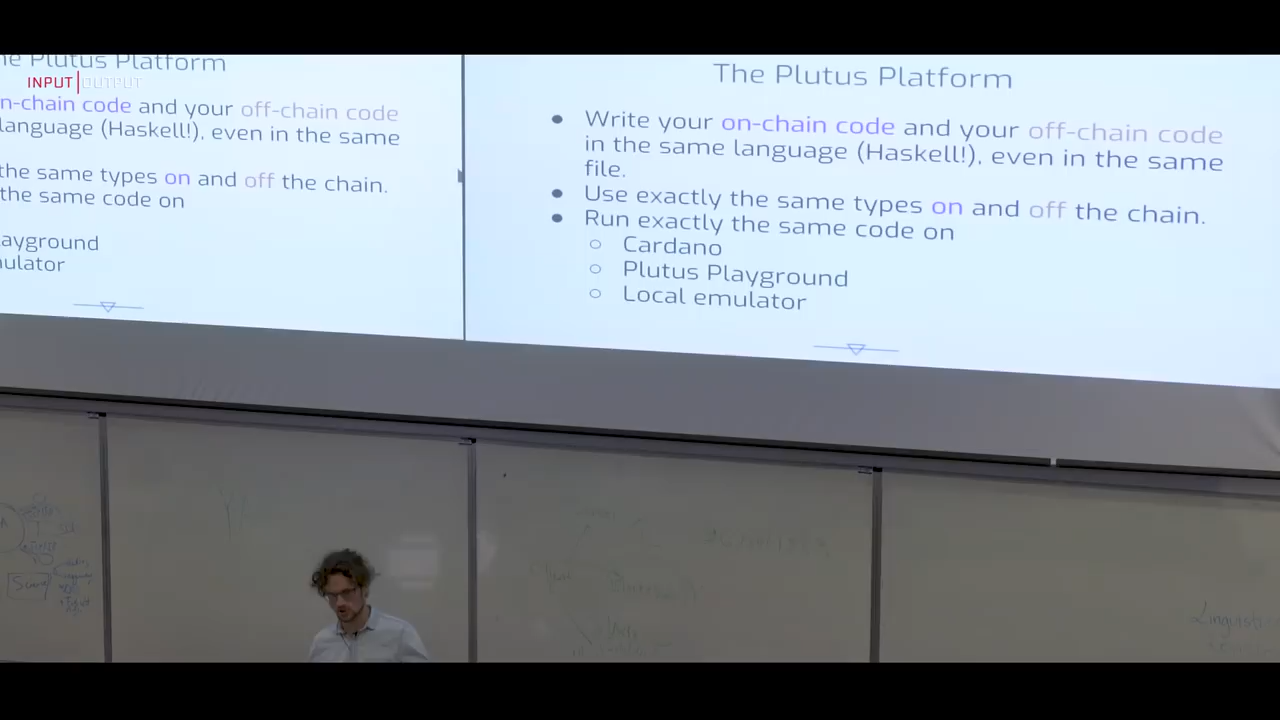 INPUT OUTPUT
he Plutus Platform
n-chain code and your off-chain code
language (Haskell!), even in the same
the same types on and off the chain.
the same code on
ayground
mulator
The Plutus Platform
Write your on-chain code and your off-chain code
in the same language (Haskell!), even in the same
file.
Use exactly the same types on and off the chain.
Run exactly the same code on
Cardano
Plutus Playground
Local emulator